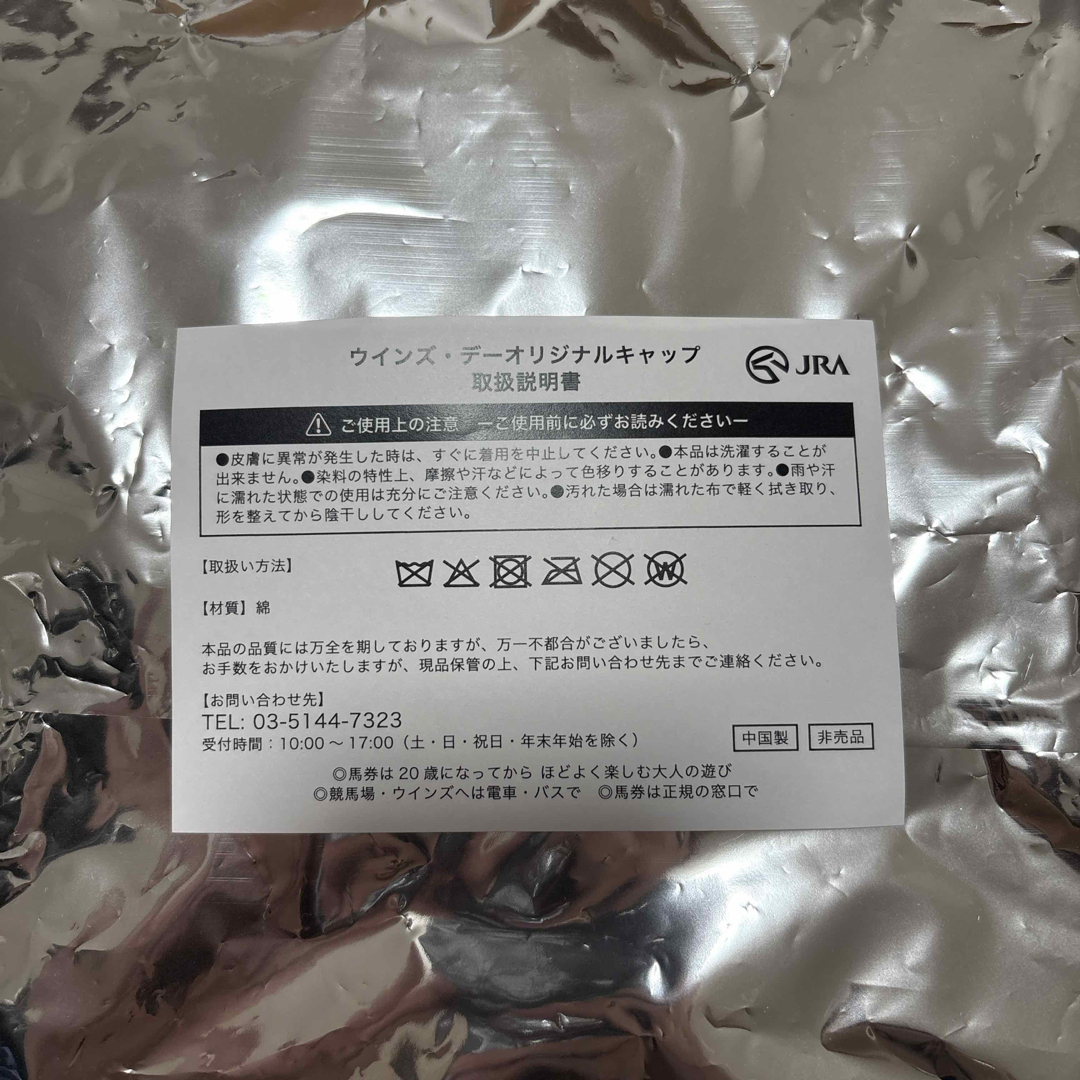 ウインズ・デーオリジナルキャップ
取扱説明書
JRA
ご使用上の注意 ーご使用前に必ずお読みくださいー
●皮膚に異常が発生した時は、すぐに着用を中止してください。●本品は洗濯することが
出来ません。●染料の特性上、摩擦や汗などによって色移りすることがあります。●雨や汗
に濡れた状態での使用は充分にご注意ください。●汚れた場合は濡れた布で軽く拭き取り、
形を整えてから陰干ししてください。
【取扱い方法】
W
【材質】綿
本品の品質には万全を期しておりますが、万一不都合がございましたら、
お手数をおかけいたしますが、現品保管の上、下記お問い合わせ先までご連絡ください。
【お問い合わせ先】
TEL: 03-5144-7323
受付時間：10:00～17:00（土・日・祝日・年末年始を除く）
中国製 非売品
◎馬券は20歳になってから ほどよく楽しむ大人の遊び
◎競馬場・ウインズへは電車・バスで ◎馬券は正規の窓口で